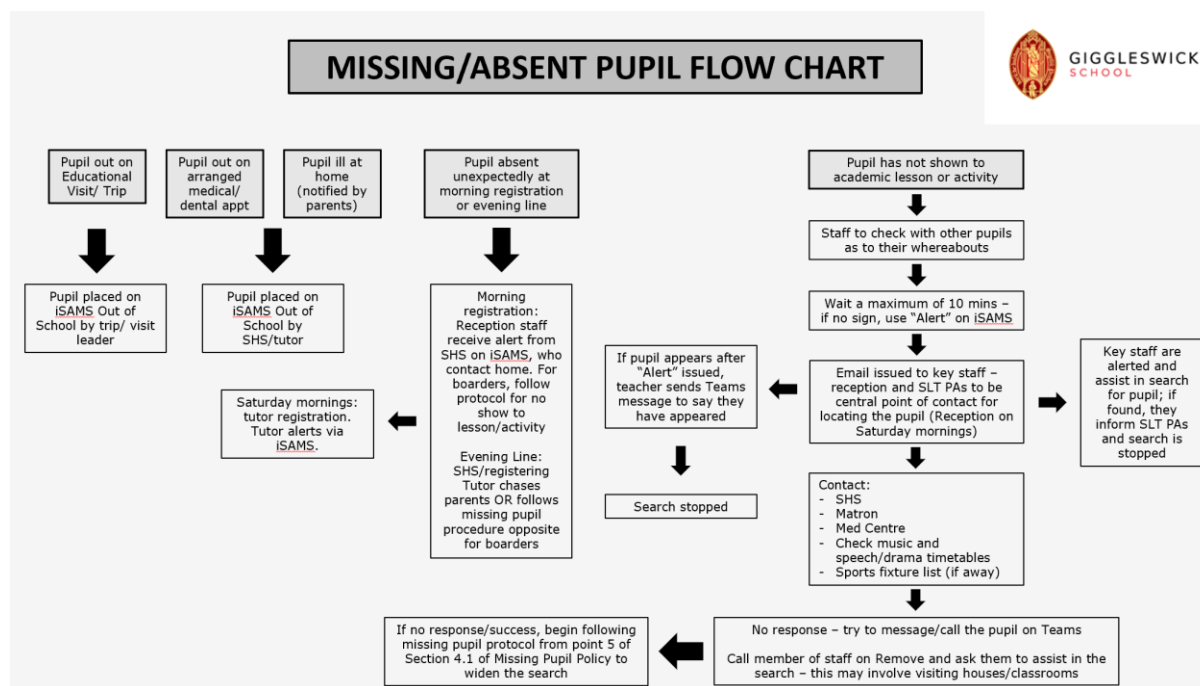 MISSING/ABSENT PUPIL FLOW CHART
GIGGLESWICK
SCHOOL
Pupil out on
Educational
Visit/ Trip
Pupil out on
arranged
medical/
dental appt
Pupil ill at
home
(notified by
parents)
Pupil absent
unexpectedly at
morning registration
or evening line
Pupil has not shown to
academic lesson or activity
Pupil placed on
iSAMS Out of
School by trip/ visit
leader
Pupil placed on
iSAMS Out of
School by
SHS/tutor
Morning
registration:
Reception staff
receive alert from
SHS on iSAMS, who
contact home. For
boarders, follow
protocol for no
show to
lesson/activity
Evening Line:
SHS/registering
Tutor chases
parents OR follows
missing pupil
procedure opposite
for boarders
Saturday mornings:
tutor registration.
Tutor alerts via
iSAMS.
Staff to check with other pupils
as to their whereabouts
Wait a maximum of 10 mins –
if no sign, use “Alert” on iSAMS
Email issued to key staff –
reception and SLT PAs to be
central point of contact for
locating the pupil (Reception on
Saturday mornings)
If pupil appears after
“Alert” issued,
teacher sends Teams
message to say they
have appeared
Search stopped
Key staff are
alerted and
assist in search
for pupil; if
found, they
inform SLT PAs
and search is
stopped
Contact:
- SHS
- Matron
- Med Centre
- Check music and
speech/drama timetables
- Sports fixture list (if away)
No response – try to message/call the pupil on Teams
Call member of staff on Remove and ask them to assist in the
search – this may involve visiting houses/classrooms
If no response/success, begin following
missing pupil protocol from point 5 of
Section 4.1 of Missing Pupil Policy to
widen the search